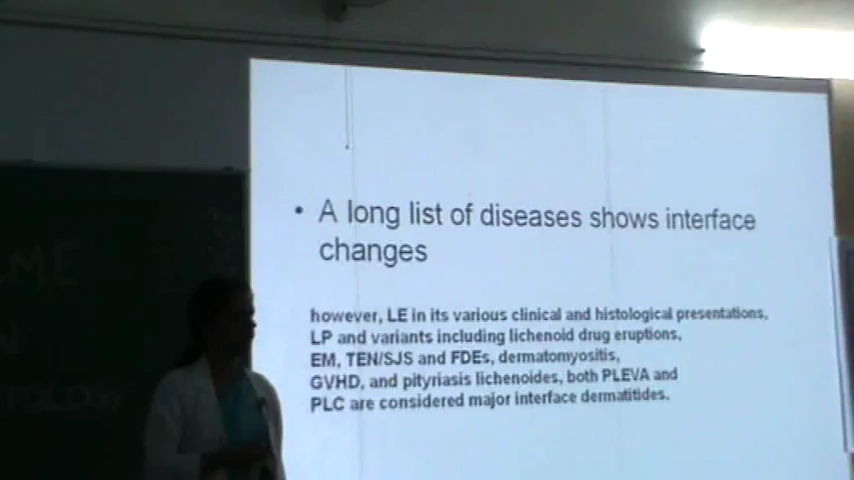 • A long list of diseases shows interface
changes
however, LE in its various clinical and histological presentations,
LP and variants including lichenoid drug eruptions,
EM, TEN/SJS and FDEs, dermatomyositis,
GVHD, and pityriasis lichenoides, both PLEVA and
PLC are considered major interface dermatitides.